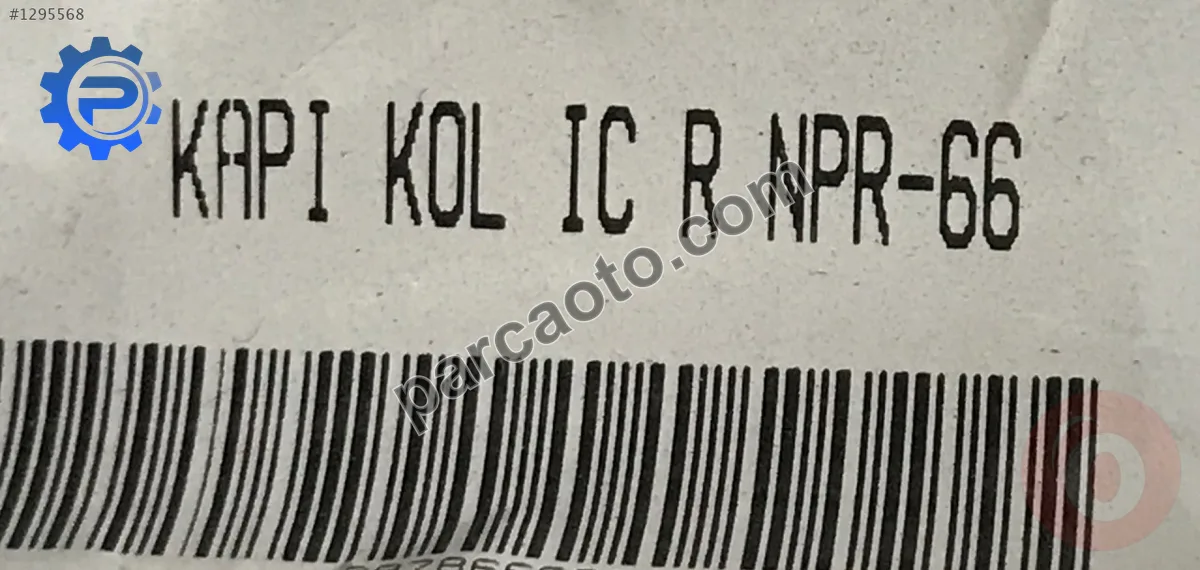 #1295568
KAPI KOL IC R NPR-66
parcaoto.com